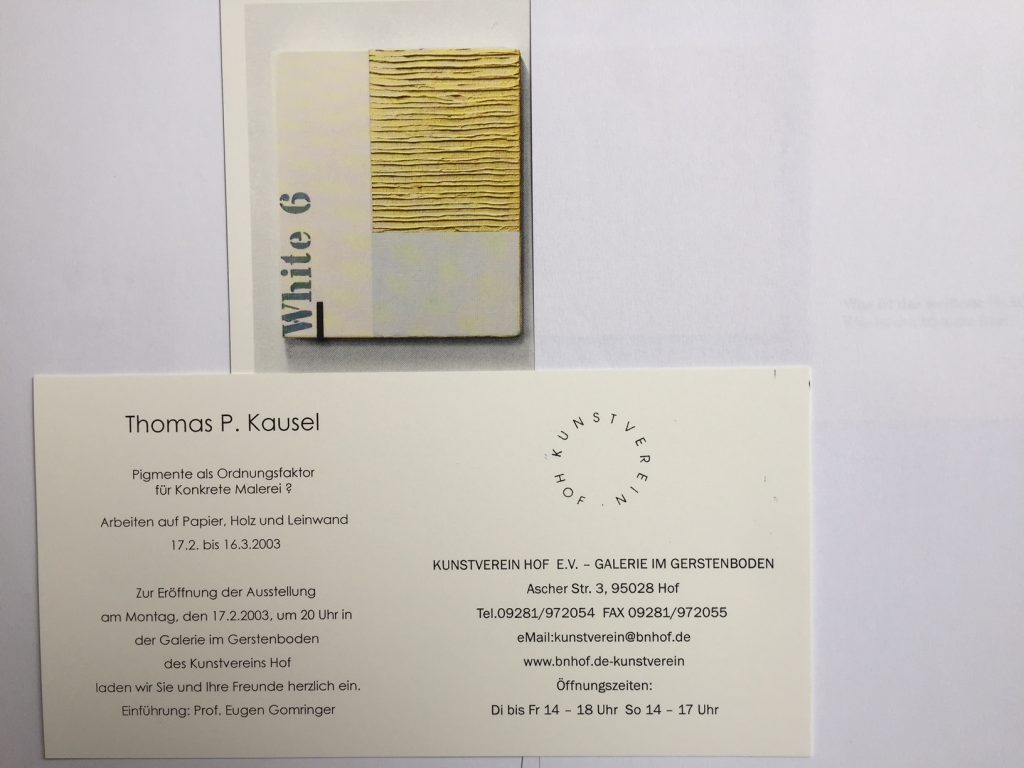 White 6
Thomas P. Kausel
Pigmente als Ordnungsfaktor
für Konkrete Malerei ?
Arbeiten auf Papier, Holz und Leinwand
17.2. bis 16.3.2003
Zur Eröffnung der Ausstellung
am Montag, den 17.2.2003, um 20 Uhr in
der Galerie im Gerstenboden
des Kunstvereins Hof
laden wir Sie und Ihre Freunde herzlich ein.
Einführung: Prof. Eugen Gomringer
KUNSTVEREIN HOF
KUNSTVEREIN HOF E.V. – GALERIE IM GERSTENBODEN
Ascher Str. 3, 95028 Hof
Tel.09281/972054 FAX 09281/972055
eMail:kunstverein@bnhof.de
www.bnhof.de-kunstverein
Öffnungszeiten:
Di bis Fr 14 – 18 Uhr So 14 – 17 Uhr